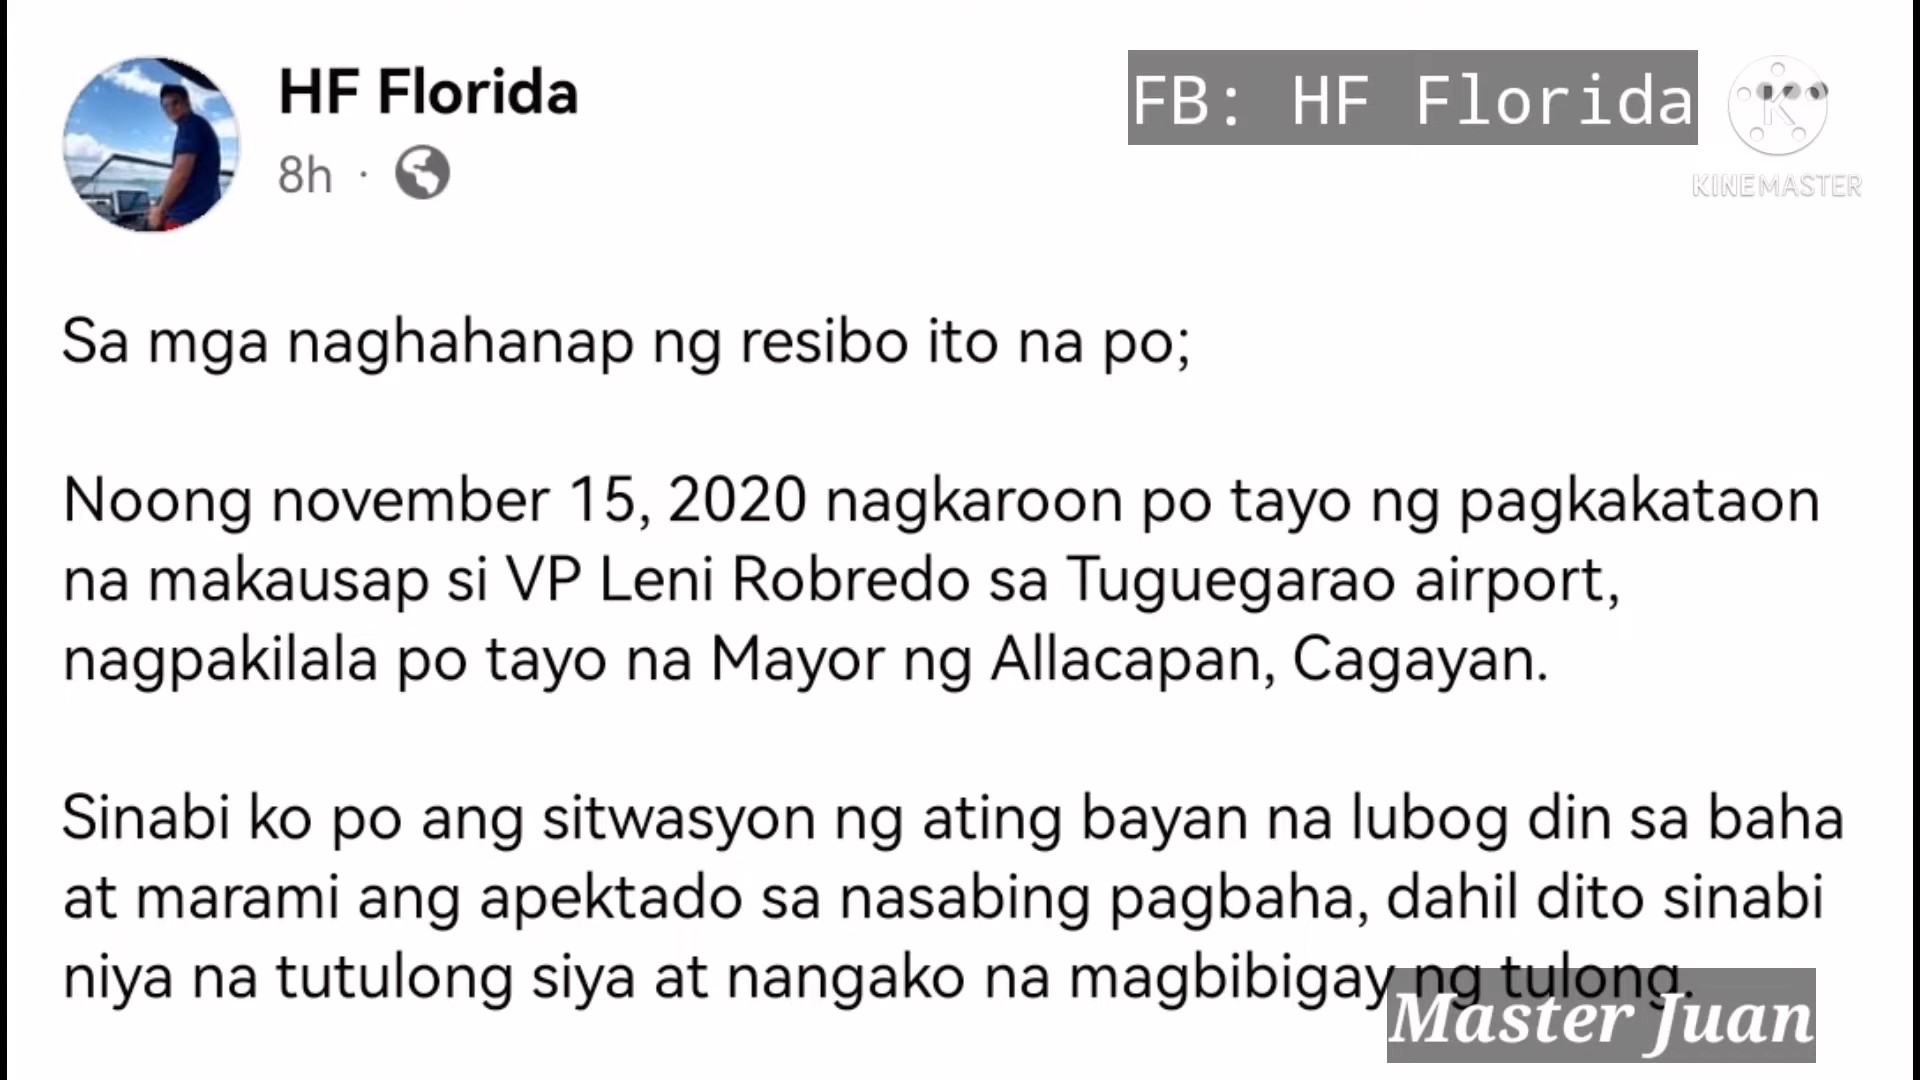 HF Florida
FB: HF Florida
8h ·
KINEMASTER
Sa mga naghahanap ng resibo ito na po;
Noong november 15, 2020 nagkaroon po tayo ng pagkakataon
na makausap si VP Leni Robredo sa Tuguegarao airport,
nagpakilala po tayo na Mayor ng Allacapan, Cagayan.
Sinabi ko po ang sitwasyon ng ating bayan na lubog din sa baha
at marami ang apektado sa nasabing pagbaha, dahil dito sinabi
niya na tutulong siya at nangako na magbibigay ng tulong.
Master Juan